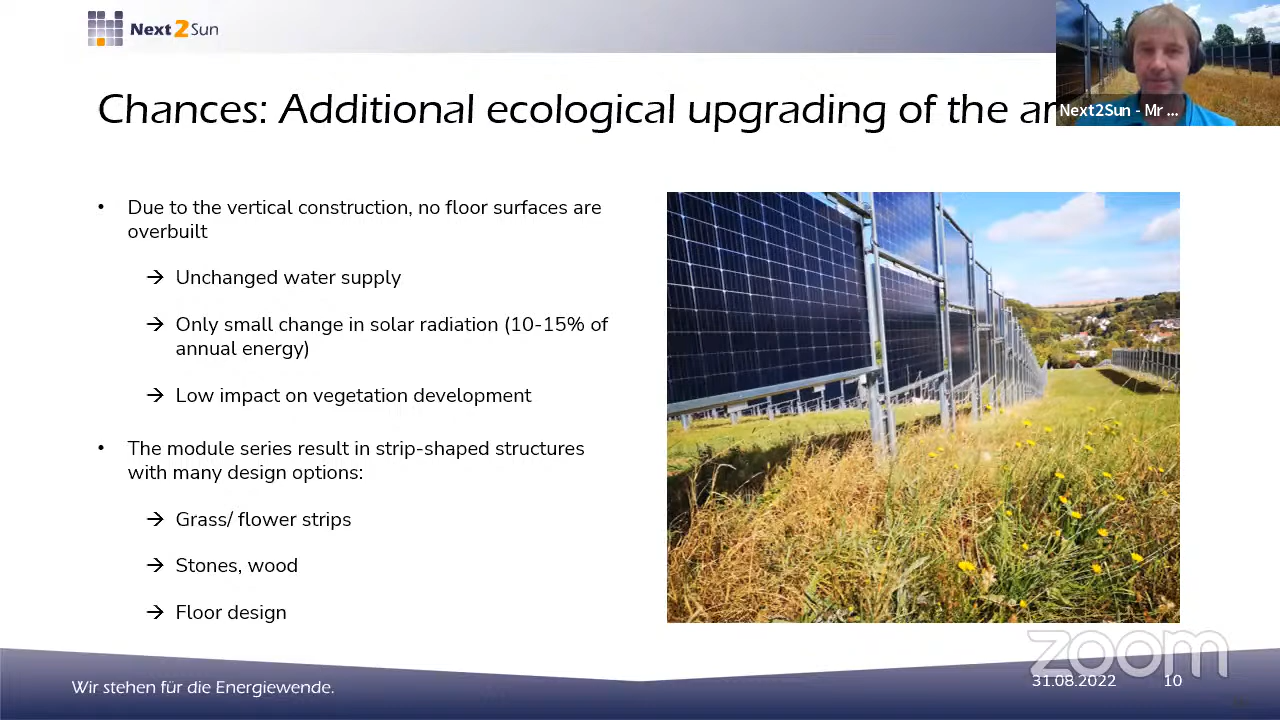 Next2Sun
Chances: Additional ecological upgrading of the
Next2Sun - Mr ...
• Due to the vertical construction, no floor surfaces are
overbuilt
→ Unchanged water supply
→ Only small change in solar radiation (10-15% of
annual energy)
→ Low impact on vegetation development
• The module series result in strip-shaped structures
with many design options:
→ Grass/ flower strips
→ Stones, wood
→ Floor design
zoom
Wir stehen für die Energiewende.
31.08.2022
10